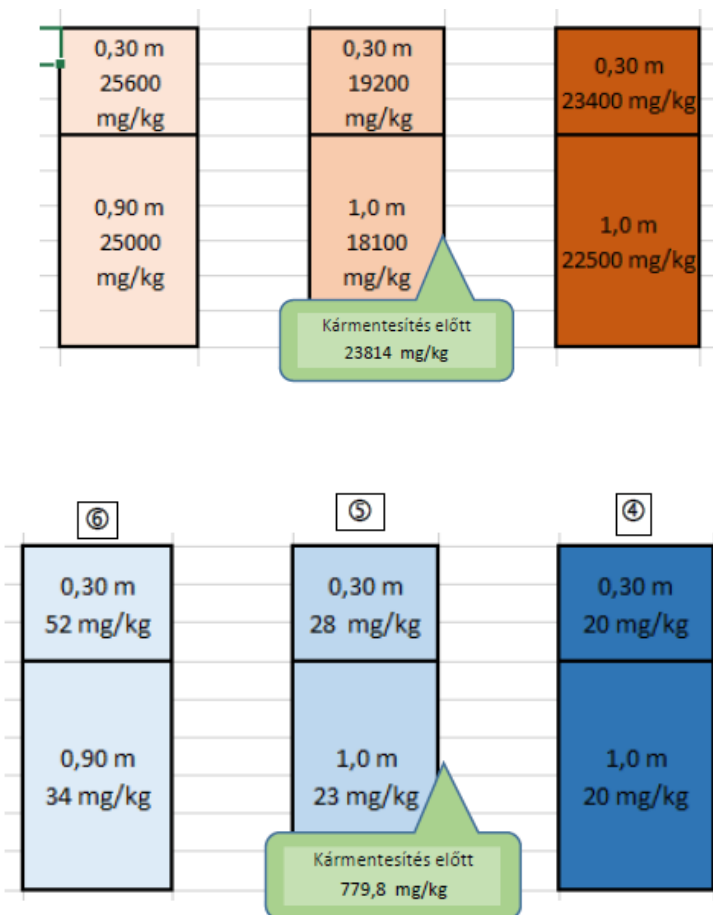 0,30 m
25600
mg/kg
0,90 m
25000
mg/kg
0,30 m
19200
mg/kg
1,0 m
18100
mg/kg
Kármentesítés előtt
23814 mg/kg
0,30 m
23400 mg/kg
1,0 m
22500 mg/kg
⑥
0,30 m
52 mg/kg
0,90 m
34 mg/kg
⑤
0,30 m
28 mg/kg
1,0 m
23 mg/kg
Kármentesítés előtt
779,8 mg/kg
④
0,30 m
20 mg/kg
1,0 m
20 mg/kg